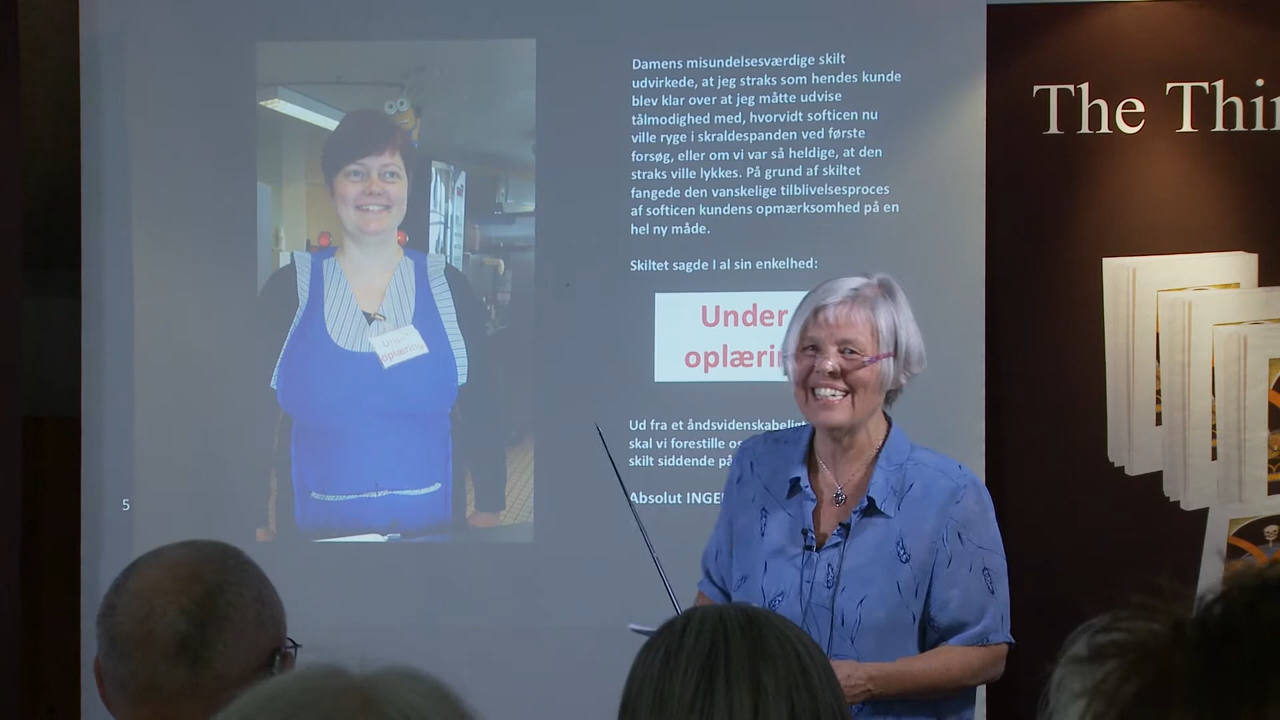 Damens misundelsesværdige skilt
udvirkede, at jeg straks som hendes kunde
blev klar over at jeg måtte udvise
tålmodighed med, hvorvidt softicen nu
ville ryge i skraldespanden ved første
forsøg, eller om vi var så heldige, at den
straks ville lykkes. På grund af skiltet
fangede den vanskelige tilblivelsesproces
af softicen kundens opmærksomhed på en
hel ny måde.
Skiltet sagde I al sin enkelhed:
Under
oplærin
Ud fra et åndsvidenskabeligt
skal vi forestille os
skilt siddende på
Absolut INGE
5
Under
oplæring
The Thi